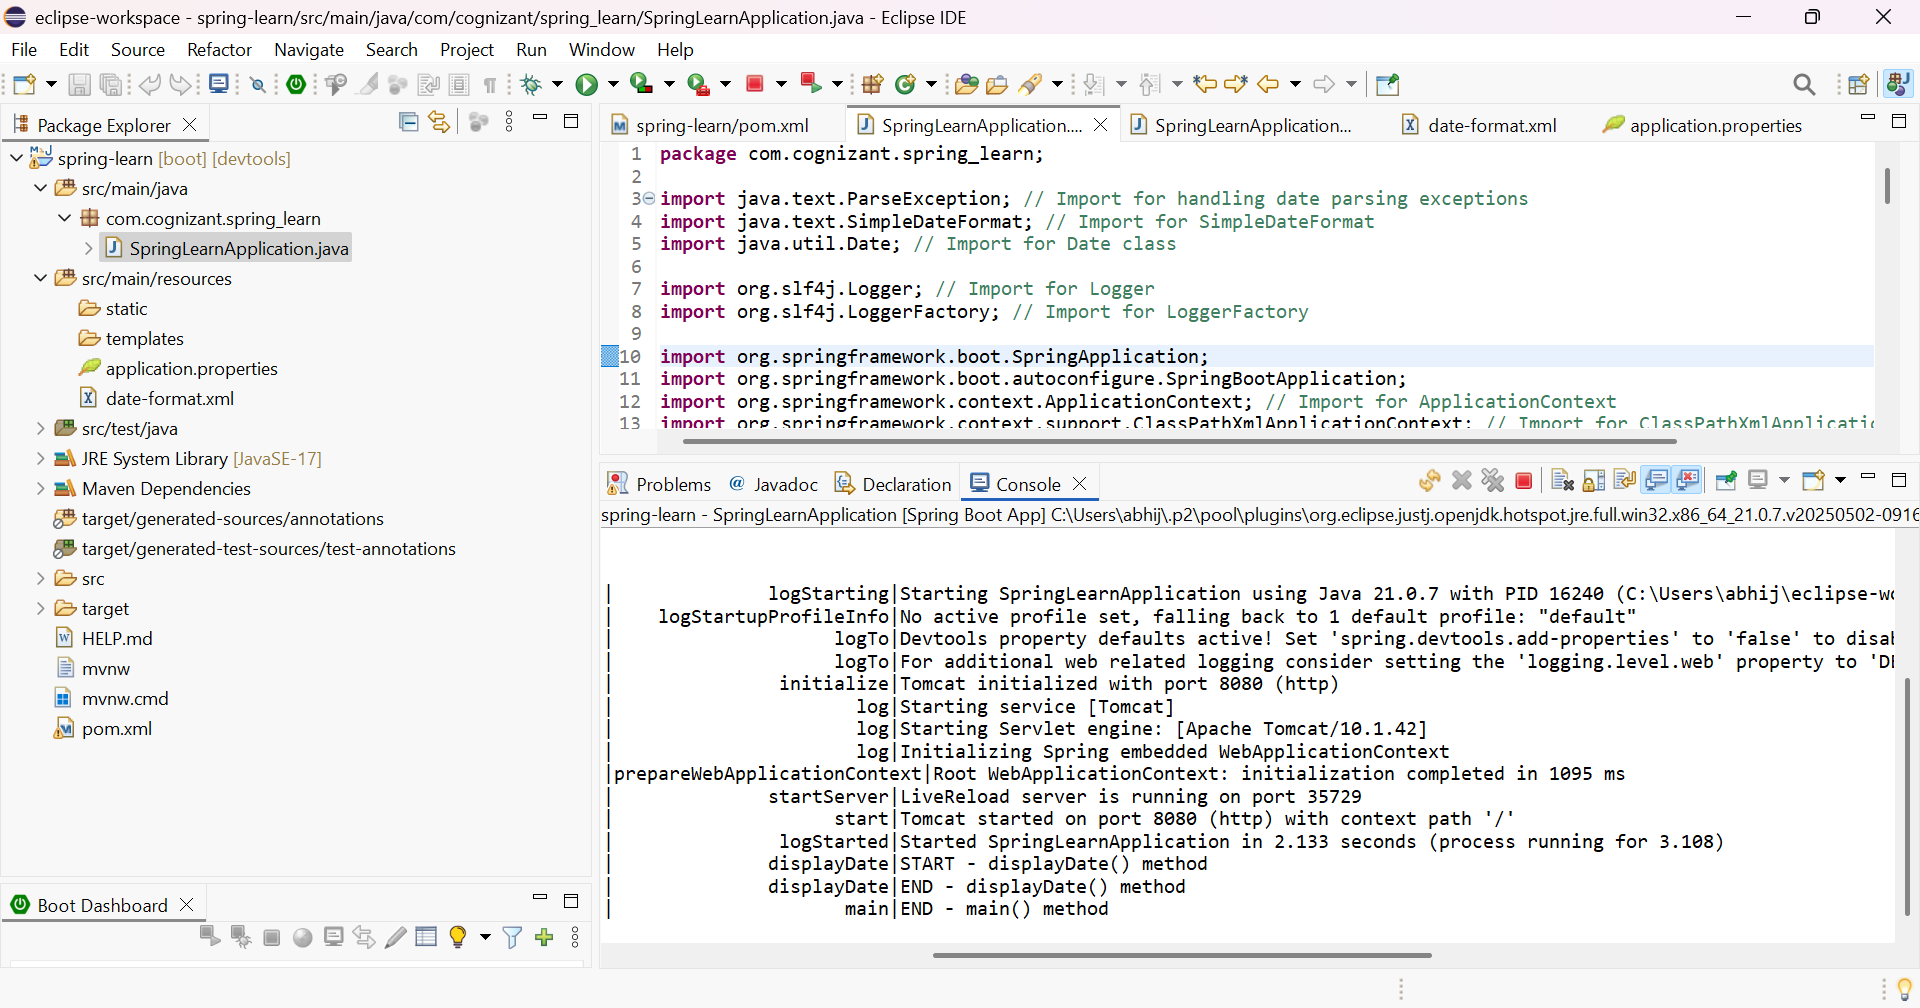 eclipse-workspace - spring-learn/src/main/java/com/cognizant/spring_learn/SpringLearnApplication.java - Eclipse IDE
File Edit Source Refactor Navigate Search Project Run Window Help
Package Explorer
spring-learn [boot] [devtools]
src/main/java
com.cognizant.spring_learn
SpringLearnApplication.java
src/main/resources
static
templates
application.properties
date-format.xml
src/test/java
JRE System Library [JavaSE-17]
Maven Dependencies
target/generated-sources/annotations
target/generated-test-sources/test-annotations
src
target
HELP.md
mvnw
mvnw.cmd
pom.xml
Boot Dashboard
spring-learn/pom.xml SpringLearnApplication.... SpringLearnApplication... date-format.xml application.properties
1 package com.cognizant.spring_learn;
2
3 import java.text.ParseException; // Import for handling date parsing exceptions
4 import java.text.SimpleDateFormat; // Import for SimpleDateFormat
5 import java.util.Date; // Import for Date class
6
7 import org.slf4j.Logger; // Import for Logger
8 import org.slf4j.LoggerFactory; // Import for LoggerFactory
9
10 import org.springframework.boot.SpringApplication;
11 import org.springframework.boot.autoconfigure.SpringBootApplication;
12 import org.springframework.context.ApplicationContext; // Import for ApplicationContext
13 import org.springframework.context.support.ClassPathXmlApplicationContext; // Import for ClassPathXmlApplicatic
Problems Javadoc Declaration Console
spring-learn - SpringLearnApplication [Spring Boot App] C:\Users\abhij\.p2\pool\plugins\org.eclipse.justj.openjdk.hotspot.jre.full.win32.x86_64_21.0.7.v20250502-0916
| logStarting|Starting SpringLearnApplication using Java 21.0.7 with PID 16240 (C:\Users\abhij\eclipse-wo
| logStartupProfileInfo|No active profile set, falling back to 1 default profile: "default"
| logTo|Devtools property defaults active! Set 'spring.devtools.add-properties' to 'false' to disab
| logTo|For additional web related logging consider setting the 'logging.level.web' property to 'DE
| initialize|Tomcat initialized with port 8080 (http)
| log|Starting service [Tomcat]
| log|Starting Servlet engine: [Apache Tomcat/10.1.42]
| log|Initializing Spring embedded WebApplicationContext
|prepareWebApplicationContext|Root WebApplicationContext: initialization completed in 1095 ms
| startServer|LiveReload server is running on port 35729
| start|Tomcat started on port 8080 (http) with context path '/'
| logStarted|Started SpringLearnApplication in 2.133 seconds (process running for 3.108)
| displayDate|START - displayDate() method
| displayDate|END - displayDate() method
| main|END - main() method